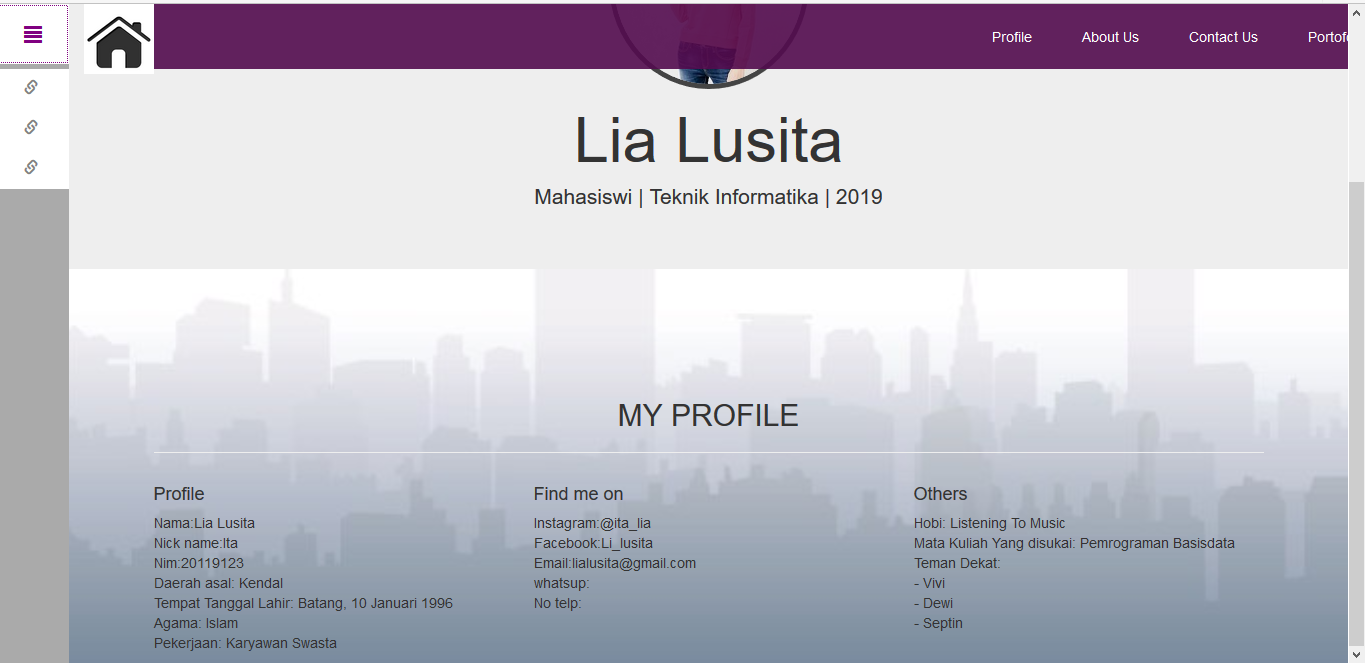 Profile
About Us
Contact Us
Portofo
Lia Lusita
Mahasiswi | Teknik Informatika | 2019
MY PROFILE
Profile
Nama:Lia Lusita
Nick name:Ita
Nim:20119123
Daerah asal: Kendal
Tempat Tanggal Lahir: Batang, 10 Januari 1996
Agama: Islam
Pekerjaan: Karyawan Swasta
Find me on
Instagram:@ita_lia
Facebook:Li_lusita
Email:lialusita@gmail.com
whatsup:
No telp:
Others
Hobi: Listening To Music
Mata Kuliah Yang disukai: Pemrograman Basisdata
Teman Dekat:
- Vivi
- Dewi
- Septin